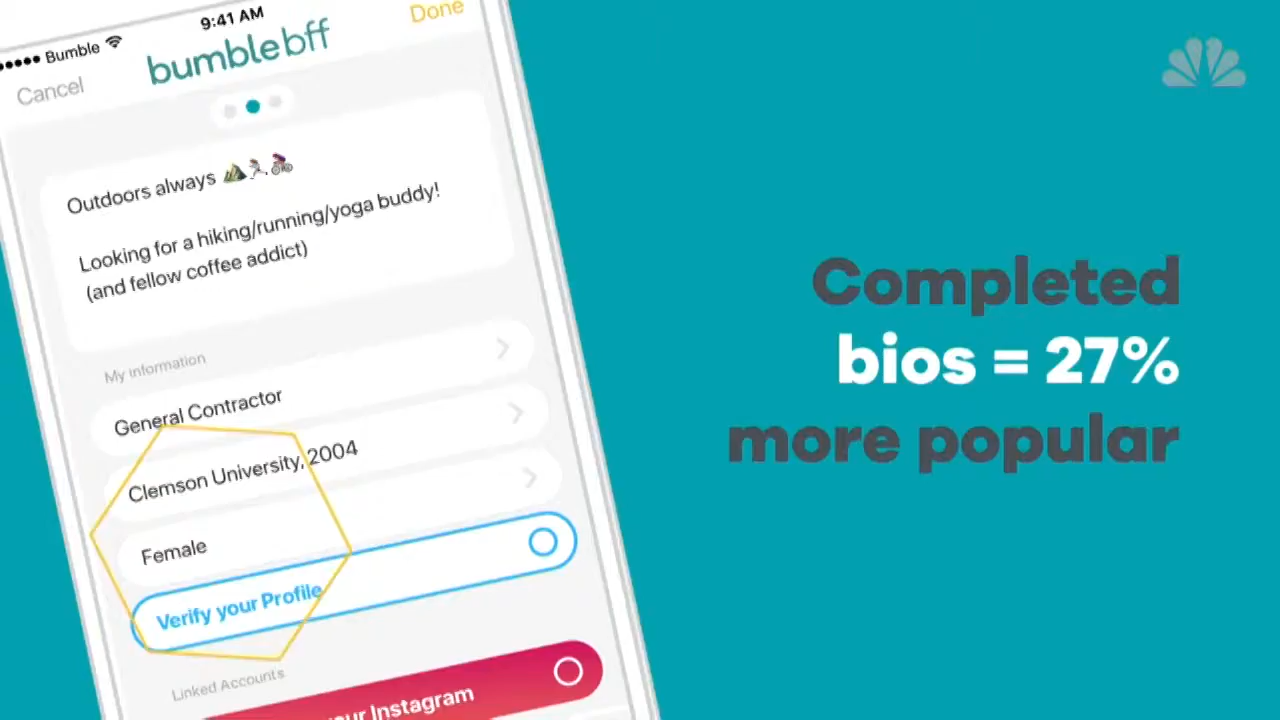 9:41 AM
Bumble
Cancel
bumble bff
Done
Outdoors always
Looking for a hiking/running/yoga buddy!
(and fellow coffee addict)
My information
General Contractor
Clemson University, 2004
Female
Verify your Profile
Linked Accounts
your Instagram
Completed
bios = 27%
more popular